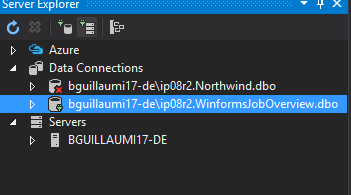 Server Explorer
Azure
Data Connections
bguillaumi17-de\ip08r2.Northwind.dbo
bguillaumi17-de\ip08r2.WinformsJobOverview.dbo
Servers
BGUILLAUMI17-DE